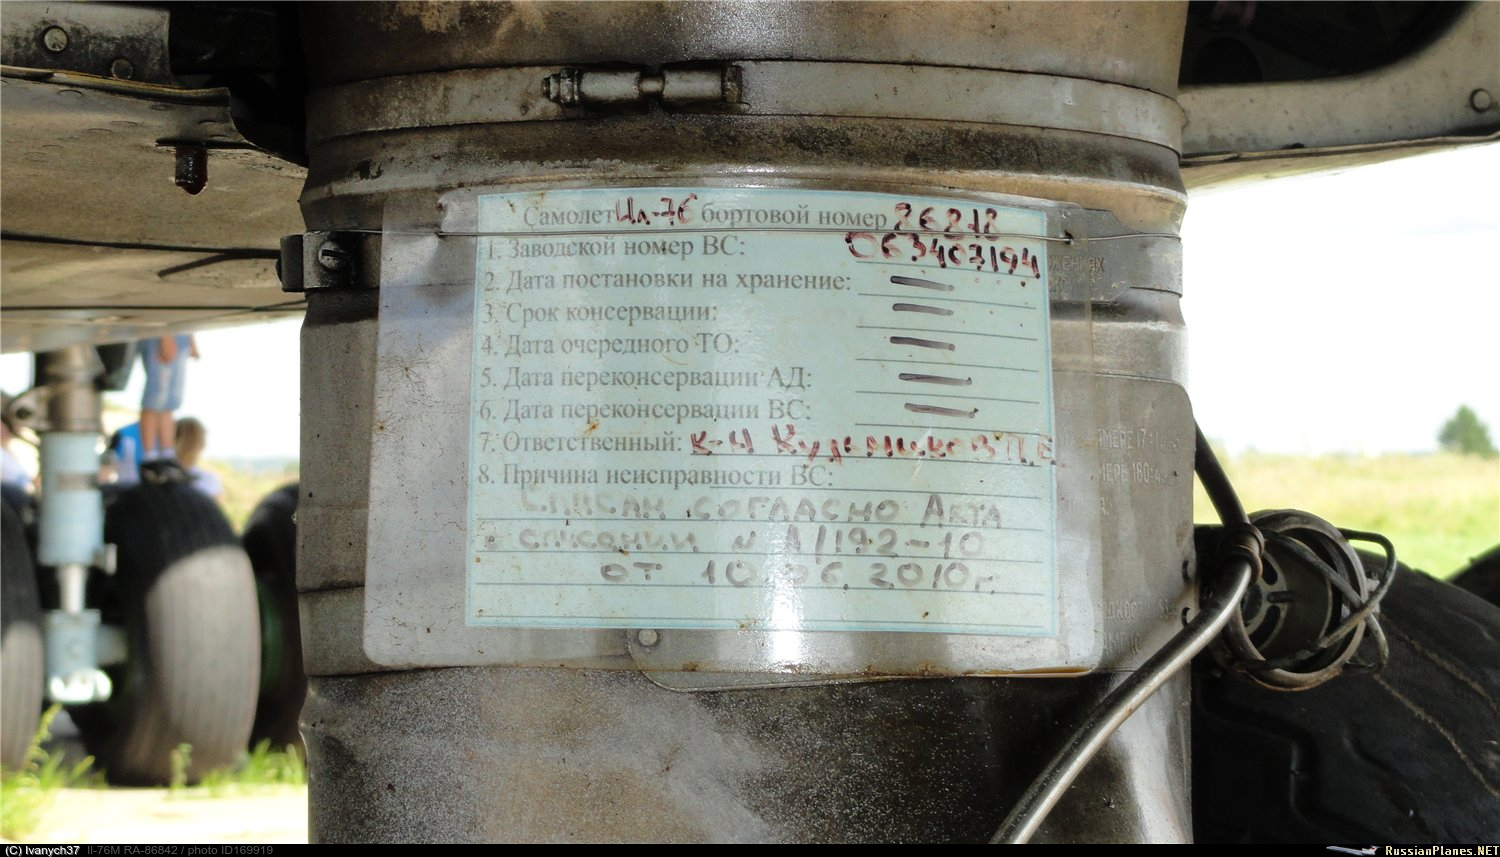 Самолет Ил-76 бортовой номер 86818
1. Заводской номер ВС: 063407194
2. Дата постановки на хранение: —
3. Срок консервации: —
4. Дата очередного ТО: —
5. Дата переконсервации АД: —
6. Дата переконсервации ВС: —
7. Ответственный: к-н П.Е.
8. Причина неисправности ВС:
Списан согласно Акта
списании № 1/192-10
от 10.06.2010г.
(C) Ivanych37 Il-76M RA-86842 / photo ID169919
RussianPlanes.NET